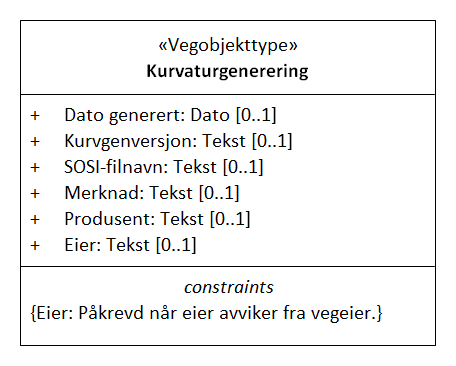 «Vegobjekttype»
Kurvaturgenerering
+ Dato generert: Dato [0..1]
+ Kurvgenversjon: Tekst [0..1]
+ SOSI-filnavn: Tekst [0..1]
+ Merknad: Tekst [0..1]
+ Produsent: Tekst [0..1]
+ Eier: Tekst [0..1]
constraints
{Eier: Påkrevd når eier avviker fra vegeier.}